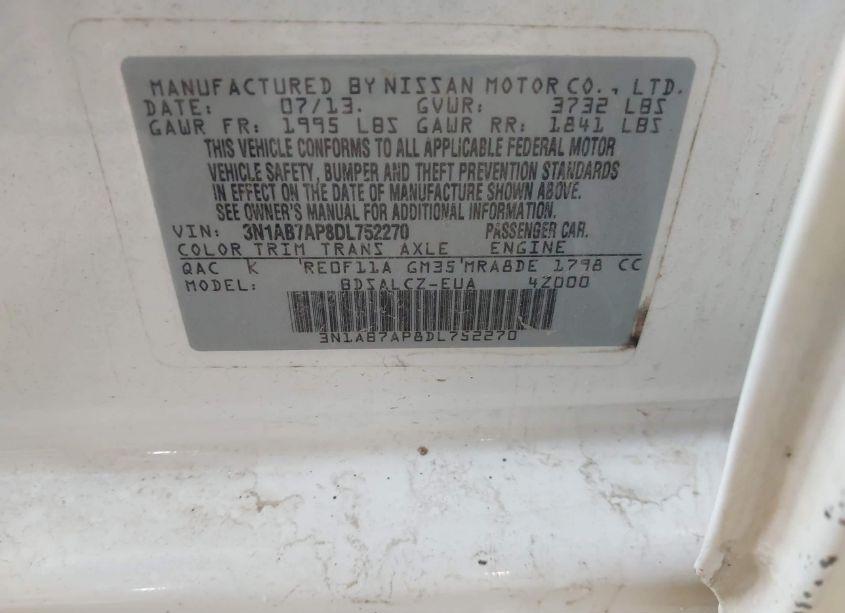 MANUFACTURED BY NISSAN MOTOR CO., LTD.
DATE: 07/13. GVWR: 3732 LBS
GAWR FR: 1995 LBS GAWR RR: 1841 LBS
THIS VEHICLE CONFORMS TO ALL APPLICABLE FEDERAL MOTOR
VEHICLE SAFETY, BUMPER AND THEFT PREVENTION STANDARDS
IN EFFECT ON THE DATE OF MANUFACTURE SHOWN ABOVE.
SEE OWNER'S MANUAL FOR ADDITIONAL INFORMATION.
VIN: 3N1AB7AP8DL752270 PASSENGER CAR.
COLOR TRIM TRANS AXLE ENGINE
QAC K RE0F11A GM35 MRA8DE 1798 CC
MODEL: BDSALCZ-EUA 4Z000
3N1AB7AP8DL752270